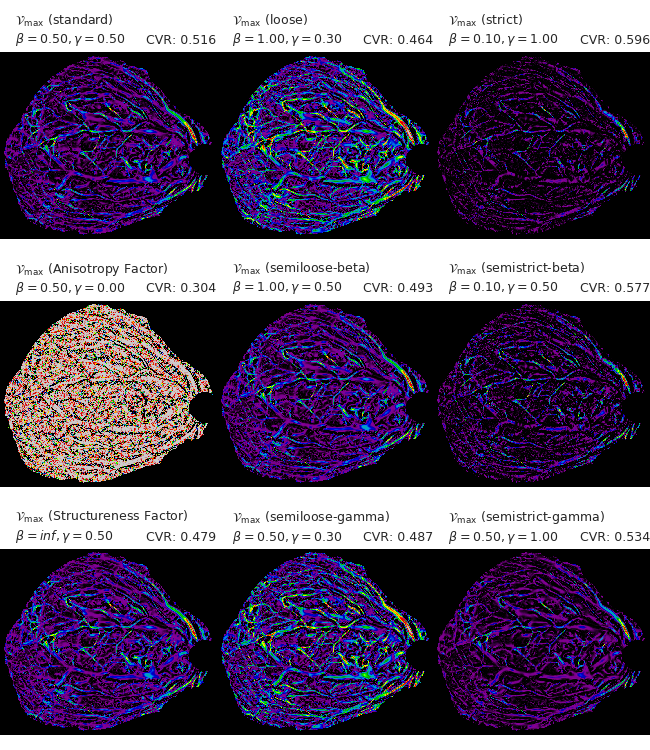 𝒱max (standard)
β = 0.50, γ = 0.50 CVR: 0.516
𝒱max (loose)
β = 1.00, γ = 0.30 CVR: 0.464
𝒱max (strict)
β = 0.10, γ = 1.00 CVR: 0.596
𝒱max (Anisotropy Factor)
β = 0.50, γ = 0.00 CVR: 0.304
𝒱max (semiloose-beta)
β = 1.00, γ = 0.50 CVR: 0.493
𝒱max (semistrict-beta)
β = 0.10, γ = 0.50 CVR: 0.577
𝒱max (Structureness Factor)
β = inf, γ = 0.50 CVR: 0.479
𝒱max (semiloose-gamma)
β = 0.50, γ = 0.30 CVR: 0.487
𝒱max (semistrict-gamma)
β = 0.50, γ = 1.00 CVR: 0.534